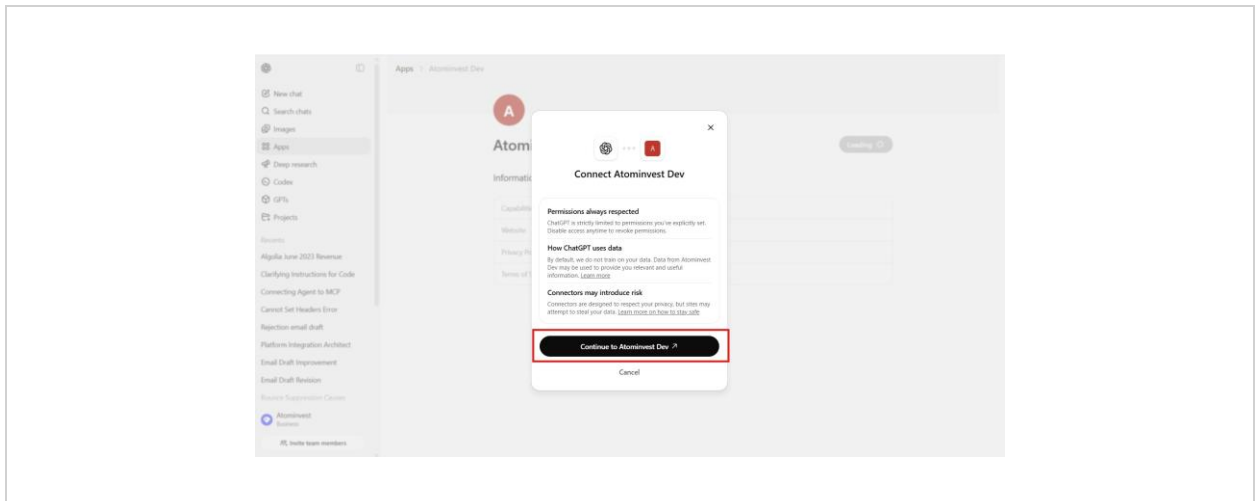 Apps > Atominvest Dev
New chat
Search chats
Images
Apps
Deep research
Codex
GPTs
Projects
Recents
Algolia June 2023 Revenue
Clarifying Instructions for Code
Connecting Agent to MCP
Cannot Set Headers Error
Rejection email draft
Platform Integration Architect
Email Draft Improvement
Email Draft Revision
Bounce Suppression Center
Atominvest
Business
Invite team members
A
Atomi
Loading
Informatio
Website
Terms of
A
Connect Atominvest Dev
Permissions always respected
ChatGPT is strictly limited to permissions you've explicitly set.
Disable access anytime to revoke permissions.
How ChatGPT uses data
By default, we do not train on your data. Data from Atominvest
Dev may be used to provide you relevant and useful
information. Learn more
Connectors may introduce risk
Connectors are designed to respect your privacy, but sites may
attempt to steal your data. Learn more on how to stay safe
Continue to Atominvest Dev ↗
Cancel